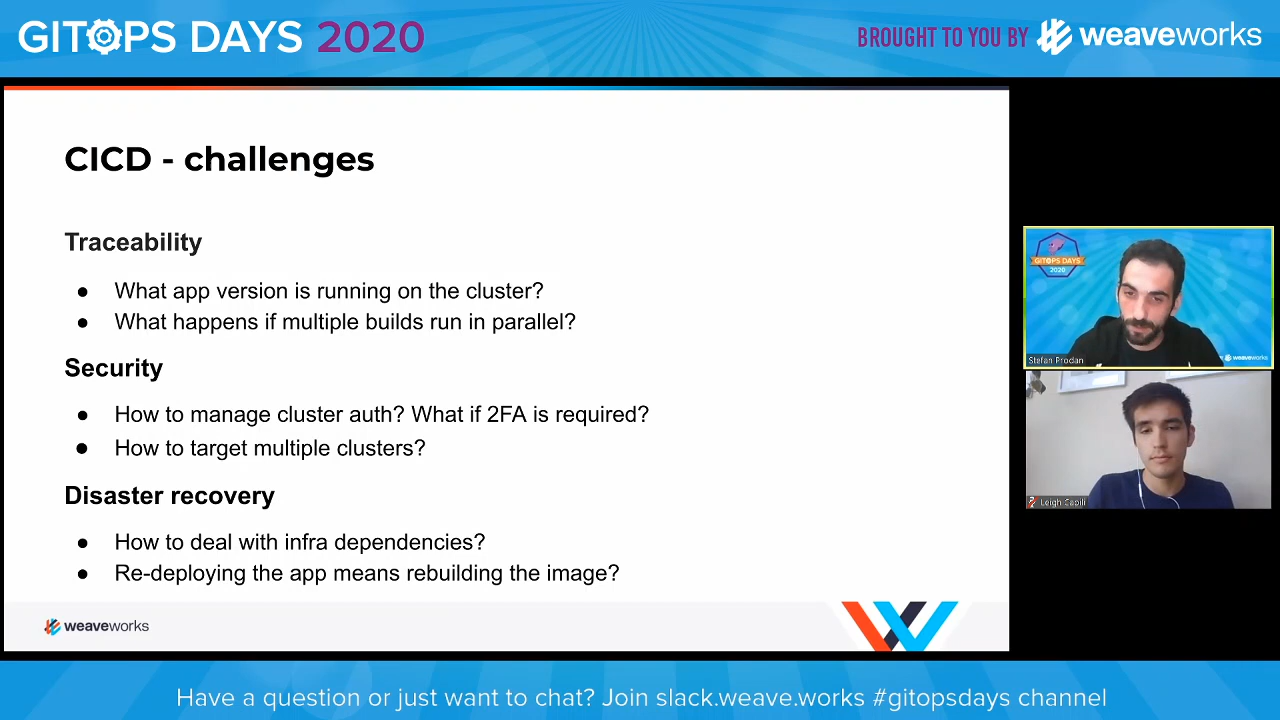 GITOPS DAYS 2020
BROUGHT TO YOU BY weaveworks
CICD - challenges
Traceability
● What app version is running on the cluster?
● What happens if multiple builds run in parallel?
Security
● How to manage cluster auth? What if 2FA is required?
● How to target multiple clusters?
Disaster recovery
● How to deal with infra dependencies?
● Re-deploying the app means rebuilding the image?
weaveworks
GITOPS DAYS
2020
Stefan Prodan
weaveworks
Leigh Capili
Have a question or just want to chat? Join slack.weave.works #gitopsdays channel